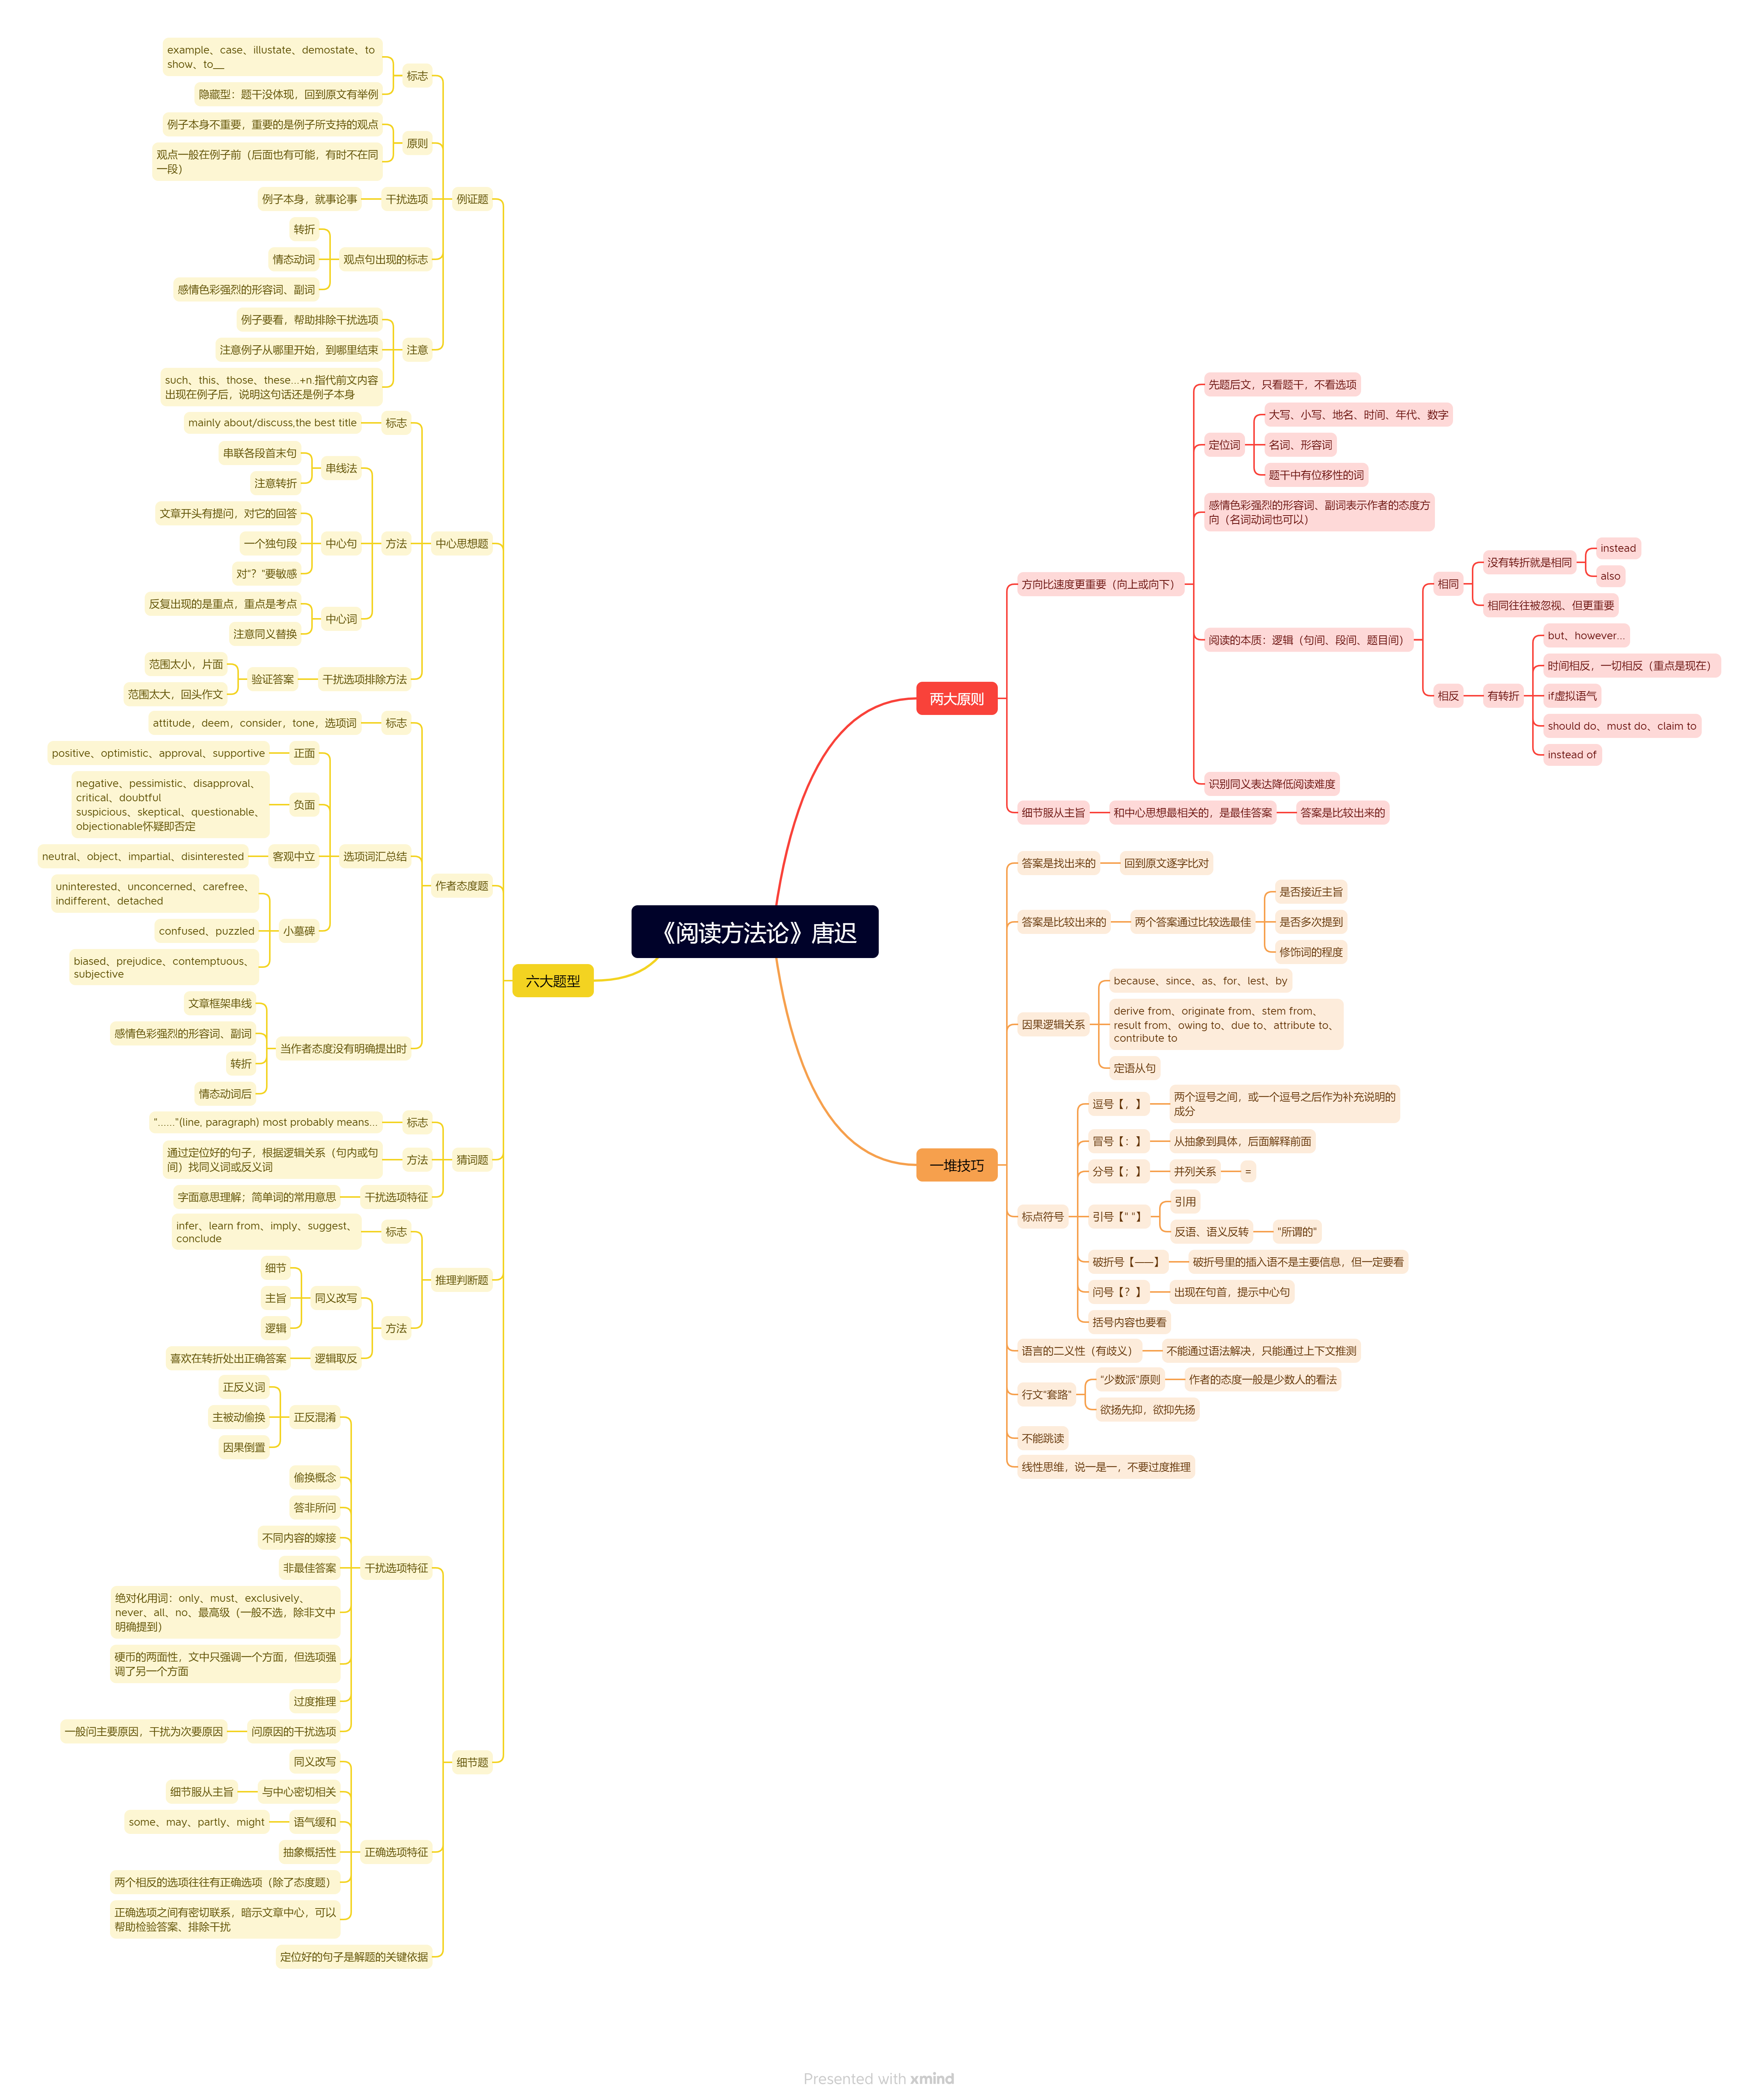 《阅读方法论》唐迟
两大原则
方向比速度更重要（向上或向下）
先题后文，只看题干，不看选项
定位词
大写、小写、地名、时间、年代、数字
名词、形容词
题干中有位移性的词
感情色彩强烈的形容词、副词表示作者的态度方
向（名词动词也可以）
阅读的本质：逻辑（句间、段间、题目间）
相同
没有转折就是相同
instead
also
相同往往被忽视、但更重要
相反
有转折
but、however...
时间相反，一切相反（重点是现在）
if虚拟语气
should do、must do、claim to
instead of
识别同义表达降低阅读难度
细节服从主旨
和中心思想最相关的，是最佳答案
答案是比较出来的
一堆技巧
答案是找出来的
回到原文逐字比对
答案是比较出来的
两个答案通过比较选最佳
是否接近主旨
是否多次提到
修饰词的程度
因果逻辑关系
because、since、as、for、lest、by
derive from、originate from、stem from、
result from、owing to、due to、attribute to、
contribute to
定语从句
标点符号
逗号【，】
两个逗号之间，或一个逗号之后作为补充说明的
成分
冒号【：】
从抽象到具体，后面解释前面
分号【；】
并列关系
=
引号【" "】
引用
反语、语义反转
"所谓的"
破折号【——】
破折号里的插入语不是主要信息，但一定要看
问号【？】
出现在句首，提示中心句
括号内容也要看
语言的二义性（有歧义）
不能通过语法解决，只能通过上下文推测
行文"套路"
"少数派"原则
作者的态度一般是少数人的看法
欲扬先抑，欲抑先扬
不能跳读
线性思维，说一是一，不要过度推理
六大题型
例证题
标志
example、case、illustate、demostate、to
show、to__
隐藏型：题干没体现，回到原文有举例
原则
例子本身不重要，重要的是例子所支持的观点
观点一般在例子前（后面也有可能，有时不在同
一段）
干扰选项
例子本身，就事论事
观点句出现的标志
转折
情态动词
感情色彩强烈的形容词、副词
注意
例子要看，帮助排除干扰选项
注意例子从哪里开始，到哪里结束
such、this、those、these...+n.指代前文内容
出现在例子后，说明这句话还是例子本身
中心思想题
标志
mainly about/discuss,the best title
方法
串线法
串联各段首末句
注意转折
中心句
文章开头有提问，对它的回答
一个独句段
对"？"要敏感
中心词
反复出现的是重点，重点是考点
注意同义替换
干扰选项排除方法
验证答案
范围太小，片面
范围太大，回头作文
作者态度题
标志
attitude，deem，consider，tone，选项词
选项词汇总结
正面
positive、optimistic、approval、supportive
负面
negative、pessimistic、disapproval、
critical、doubtful
suspicious、skeptical、questionable、
objectionable怀疑即否定
客观中立
neutral、object、impartial、disinterested
小墓碑
uninterested、unconcerned、carefree、
indifferent、detached
confused、puzzled
biased、prejudice、contemptuous、
subjective
当作者态度没有明确提出时
文章框架串线
感情色彩强烈的形容词、副词
转折
情态动词后
猜词题
标志
"......"(line, paragraph) most probably means...
方法
通过定位好的句子，根据逻辑关系（句内或句
间）找同义词或反义词
干扰选项特征
字面意思理解；简单词的常用意思
推理判断题
标志
infer、learn from、imply、suggest、
conclude
方法
同义改写
细节
主旨
逻辑
逻辑取反
喜欢在转折处出正确答案
细节题
干扰选项特征
正反混淆
正反义词
主被动偷换
因果倒置
偷换概念
答非所问
不同内容的嫁接
非最佳答案
绝对化用词：only、must、exclusively、
never、all、no、最高级（一般不选，除非文中
明确提到）
硬币的两面性，文中只强调一个方面，但选项强
调了另一个方面
过度推理
问原因的干扰选项
一般问主要原因，干扰为次要原因
正确选项特征
同义改写
与中心密切相关
细节服从主旨
语气缓和
some、may、partly、might
抽象概括性
两个相反的选项往往有正确选项（除了态度题）
正确选项之间有密切联系，暗示文章中心，可以
帮助检验答案、排除干扰
定位好的句子是解题的关键依据
Presented with xmind